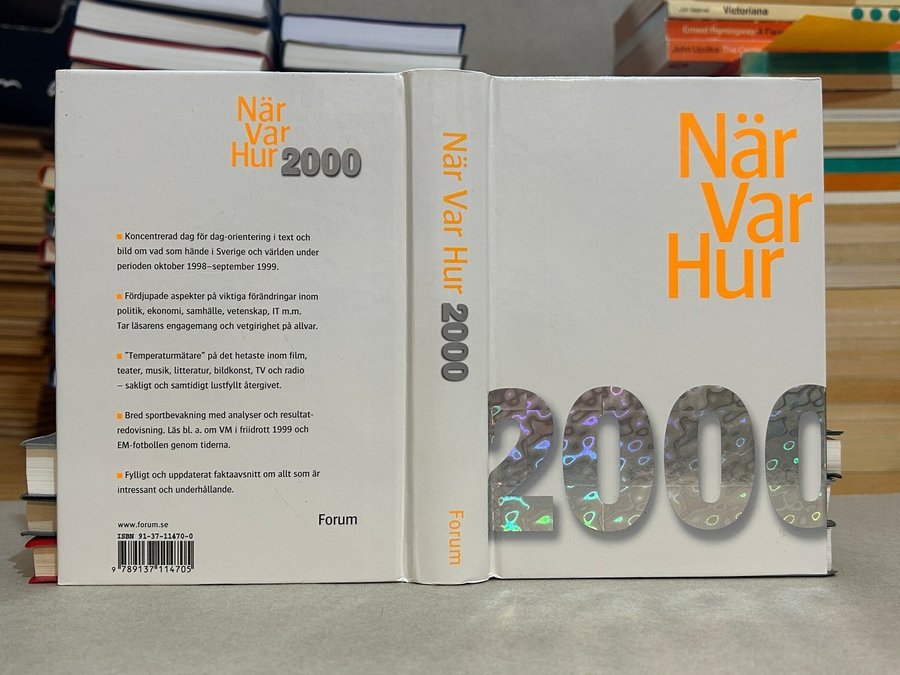 När
Var
Hur 2000
Koncentrerad dag för dag-orientering i text och
bild om vad som hände i Sverige och världen under
perioden oktober 1998–september 1999.
Fördjupade aspekter på viktiga förändringar inom
politik, ekonomi, samhälle, vetenskap, IT m.m.
Tar läsarens engagemang och vetgirighet på allvar.
"Temperaturmätare" på det hetaste inom film,
teater, musik, litteratur, bildkonst, TV och radio
– sakligt och samtidigt lustfyllt återgivet.
Bred sportbevakning med analyser och resultat-
redovisning. Läs bl. a. om VM i friidrott 1999 och
EM-fotbollen genom tiderna.
Fylligt och uppdaterat faktaavsnitt om allt som är
intressant och underhållande.
www.forum.se
ISBN 91-37-11470-0
9 789137 114705
Forum
När Var Hur 2000
Forum
När
Var
Hur
2000
Victoriana
Ernest Hemingway
John Updike